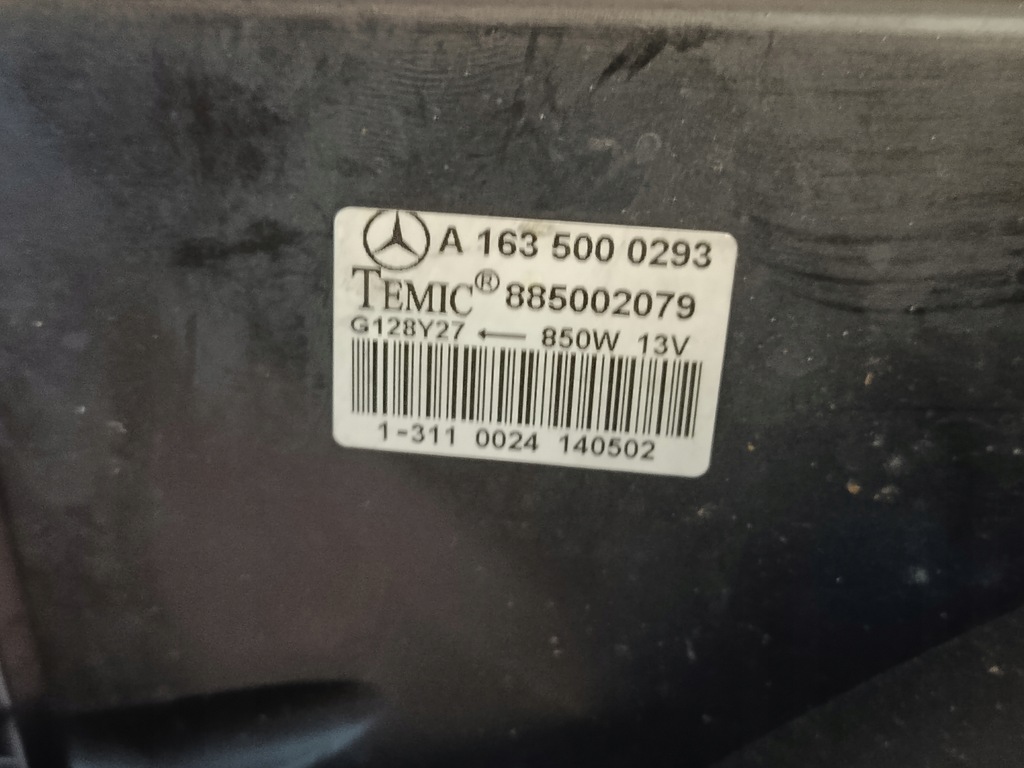 A 163 500 0293
TEMIC® 885002079
G128Y27 ← 850W 13V
1-311 0024 140502